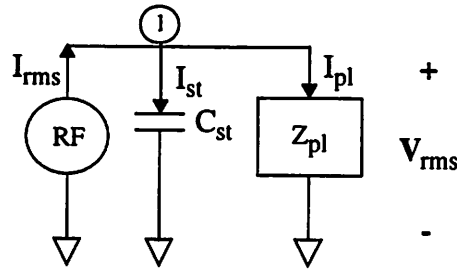 1
I_rms
I_st
I_pl
+
RF
C_st
Z_pl
V_rms
-